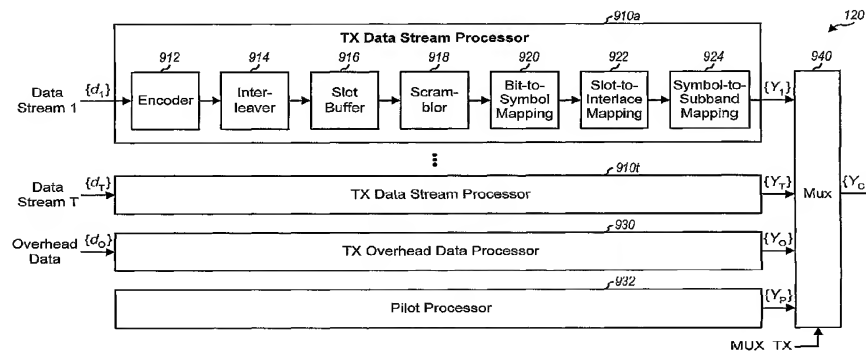 910a
120
TX Data Stream Processor
912
914
916
918
920
922
924
940
Data
Stream 1
{d1}
Encoder
Inter-
leaver
Slot
Buffer
Scram-
blor
Bit-to-
Symbol
Mapping
Slot-to-
Interlace
Mapping
Symbol-to-
Subband
Mapping
{Y1}
910t
Data
Stream T
{dT}
TX Data Stream Processor
{YT}
Mux
{YC
930
Overhead
Data
{dO}
TX Overhead Data Processor
{YO}
932
Pilot Processor
{YP}
MUX_TX